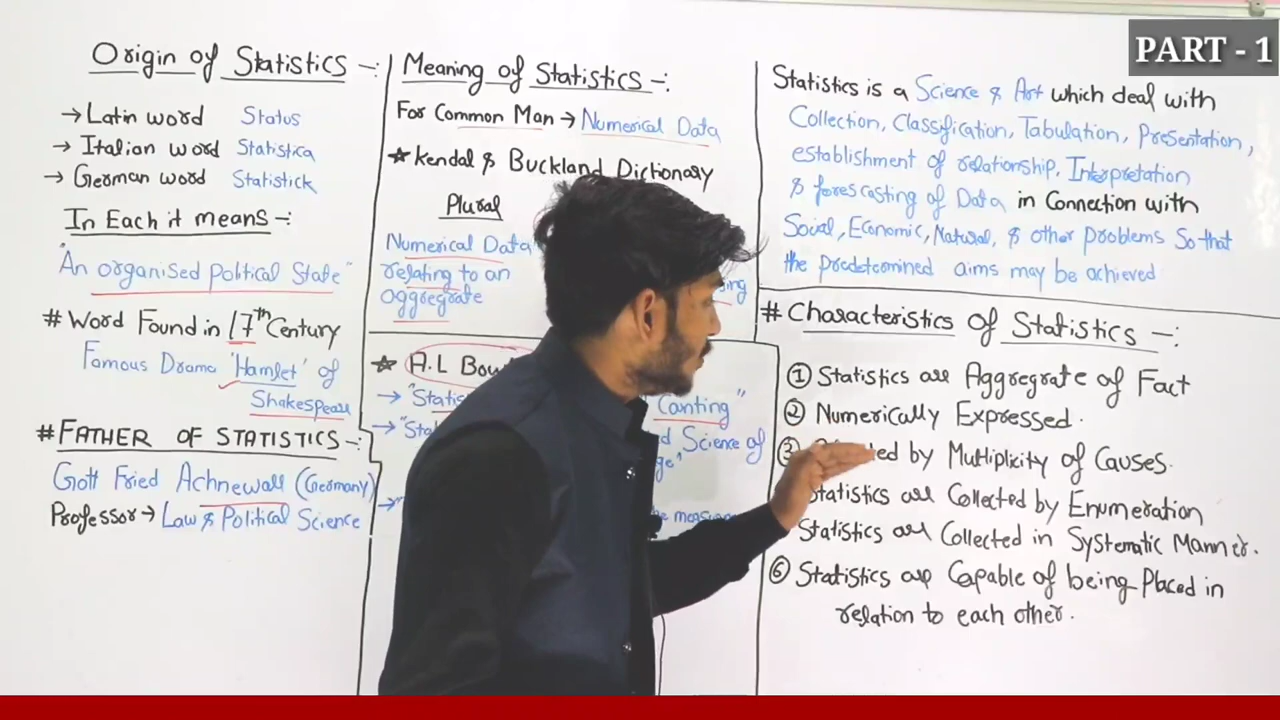 PART - 1
Origin of Statistics -:
→ Latin word Status
→ Italian word Statistica
→ German word Statistick
In Each it means -:
"An organised Political State"
# Word Found in 17th Century
Famous Drama 'Hamlet' of
Shakespear
# FATHER OF STATISTICS -:
Gott Fried Achnewall (Germany)
Professor → Law & Political Science
Meaning of Statistics -:
For Common Man → Numerical Data
★ Kendal & Buckland Dictionary
Plural
Numerical Data
relating to an
aggregrate
★ A.L
→
Canting"
→
Science of
→
Statistics is a Science & Art which deal with
Collection, Classification, Tabulation, Presentation,
establishment of relationship, Interpretation
& forescasting of Data in Connection with
Social, Economic, Natural, & other problems So that
the predetermined aims may be achieved
# Characteristics of Statistics -:
① Statistics are Aggregrate of Fact
② Numerically Expressed.
③ by Multiplicity of Causes.
Statistics are Collected by Enumeration
Statistics are Collected in Systematic Manner.
⑥ Statistics are Capable of being Placed in
relation to each other.